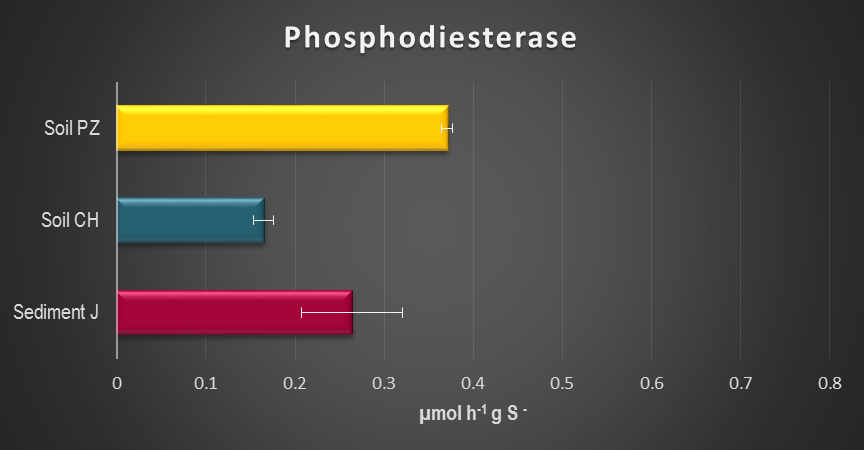 Phosphodiesterase
Soil PZ
Soil CH
Sediment J
0 0.1 0.2 0.3 0.4 0.5 0.6 0.7 0.8
µmol h⁻¹ g S ⁻